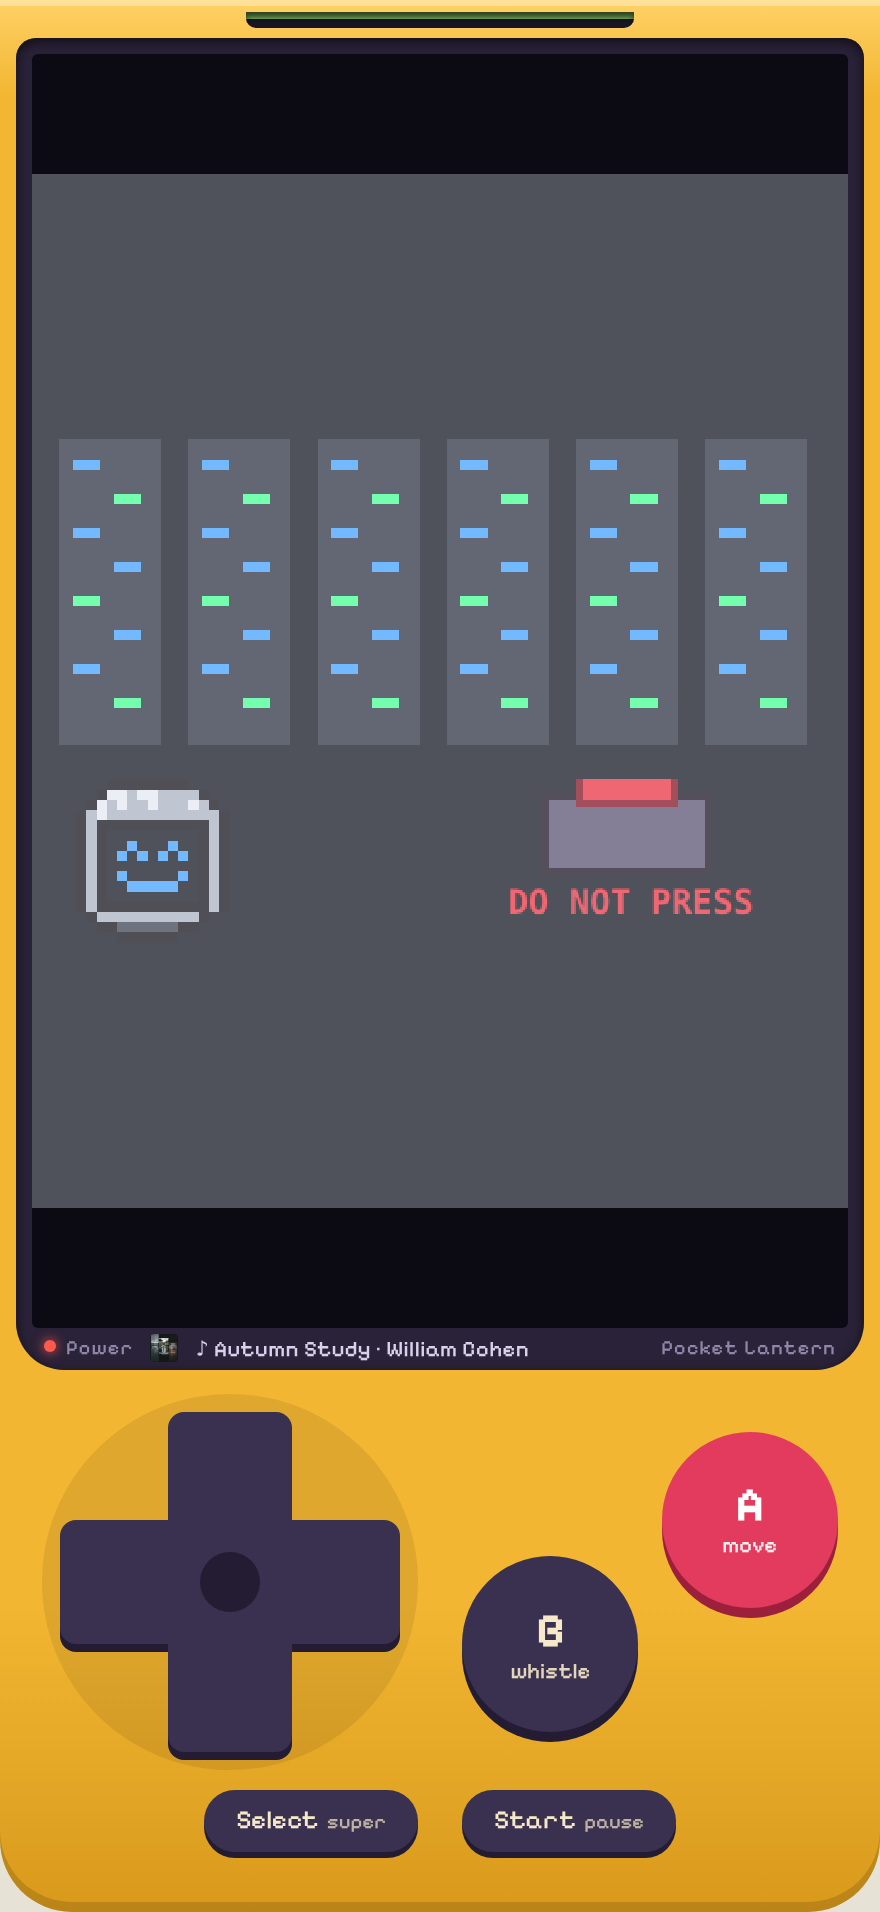 DO NOT PRESS
Power ♪ Autumn Study · William Cohen Pocket Lantern
A
move
B
whistle
Select super Start pause